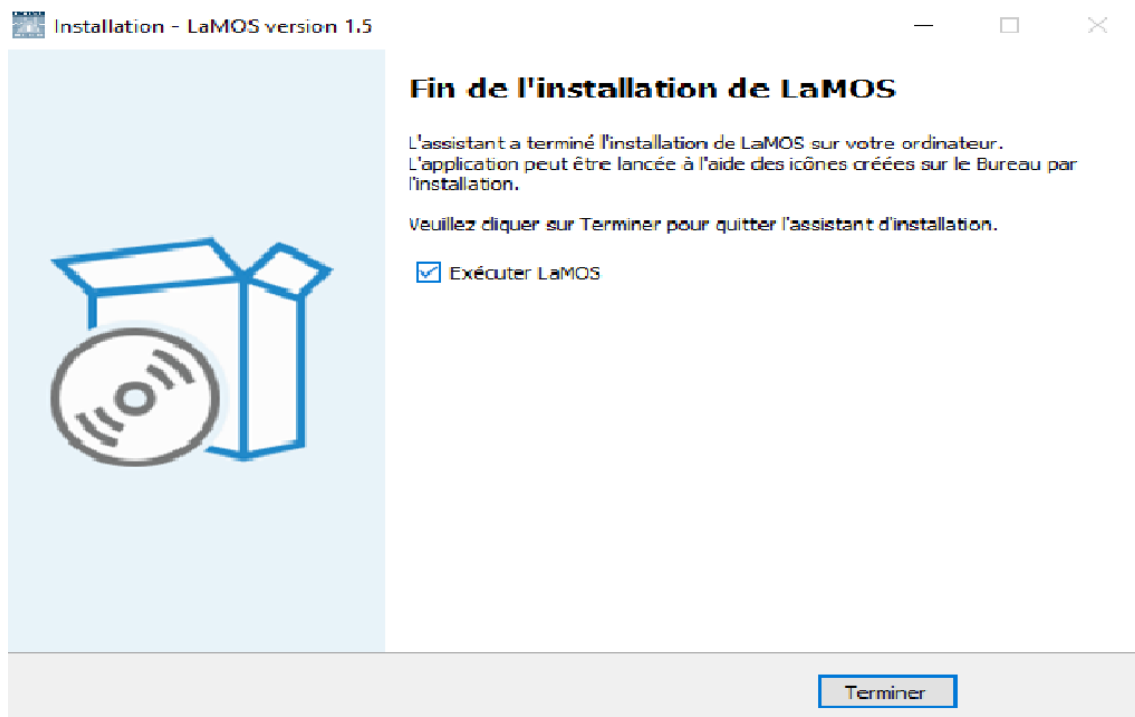 Installation - LaMOS version 1.5
Fin de l'installation de LaMOS
L'assistant a terminé l'installation de LaMOS sur votre ordinateur.
L'application peut être lancée à l'aide des icônes créées sur le Bureau par
l'installation.
Veuillez cliquer sur Terminer pour quitter l'assistant d'installation.
Exécuter LaMOS
Terminer